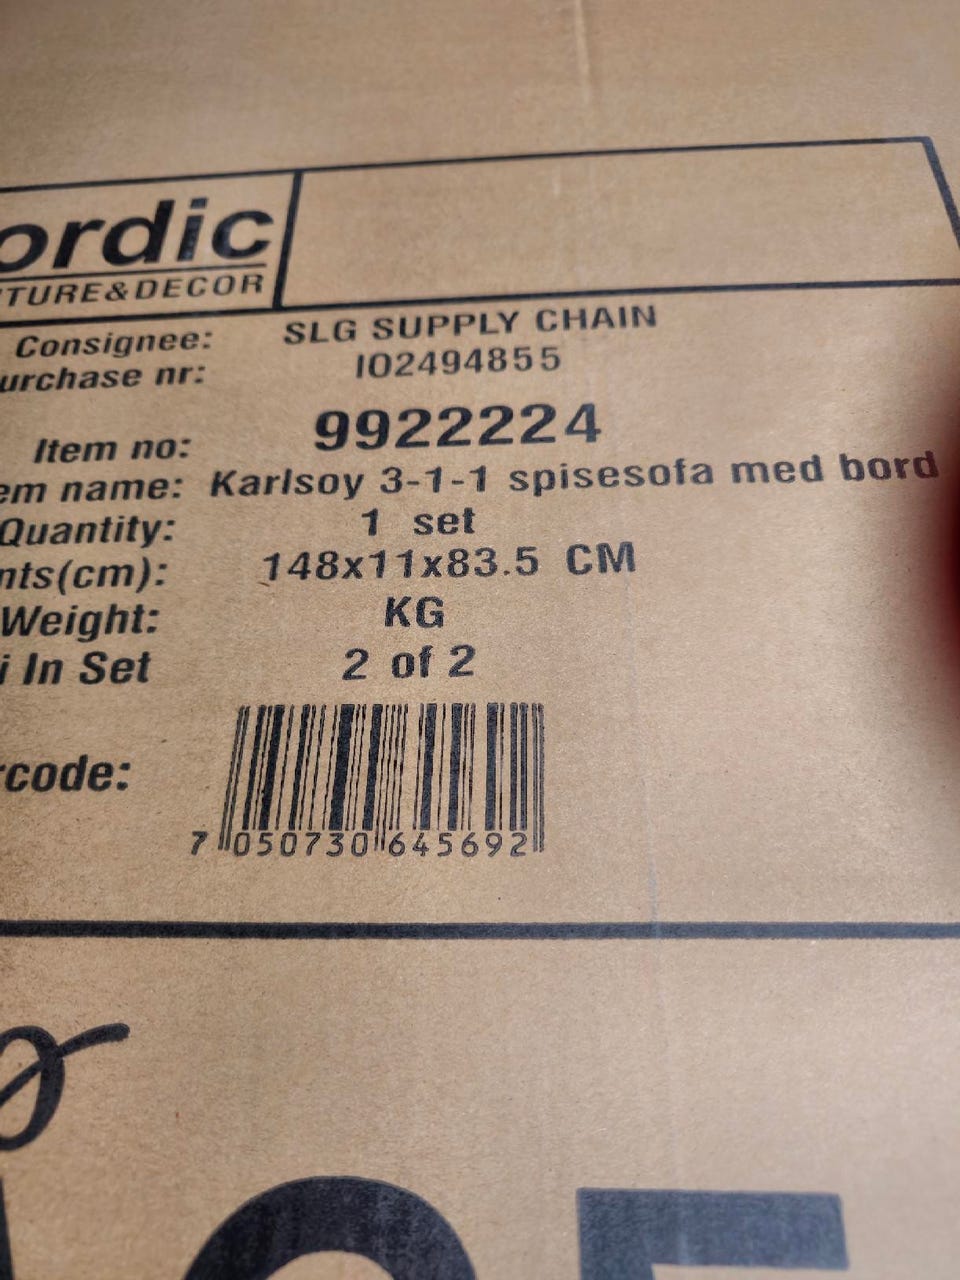 ordic
TURE&DECOR
Consignee: SLG SUPPLY CHAIN
urchase nr: IO2494855
Item no: 9922224
em name: Karlsoy 3-1-1 spisesofa med bord
Quantity: 1 set
nts(cm): 148x11x83.5 CM
Weight: KG
i In Set 2 of 2
rcode:
7 050730 645692
ø